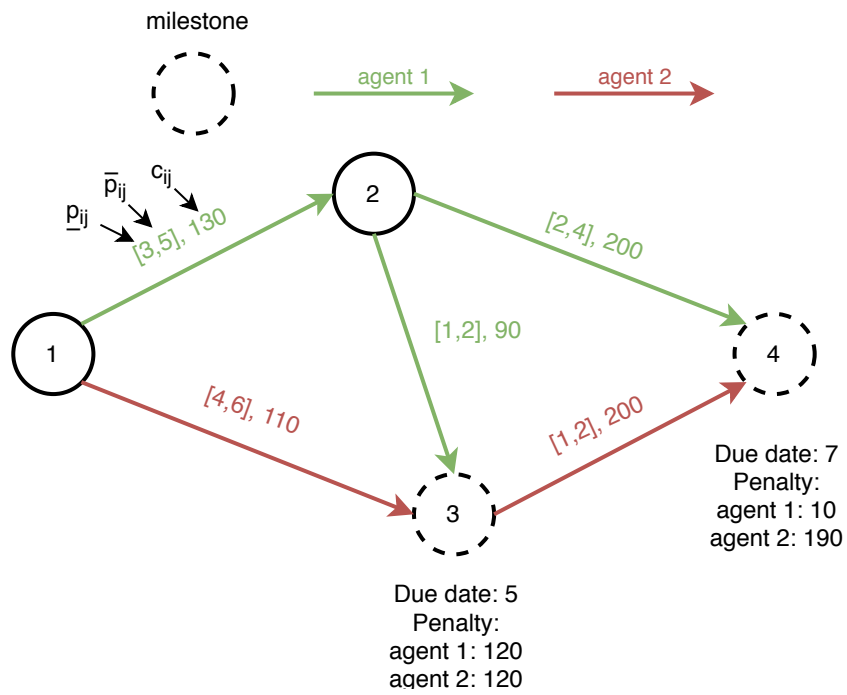 milestone
agent 1
agent 2
p̲ij
p̅ij
cij
[3,5], 130
2
[2,4], 200
1
[1,2], 90
4
[4,6], 110
[1,2], 200
3
Due date: 7
Penalty:
agent 1: 10
agent 2: 190
Due date: 5
Penalty:
agent 1: 120
agent 2: 120